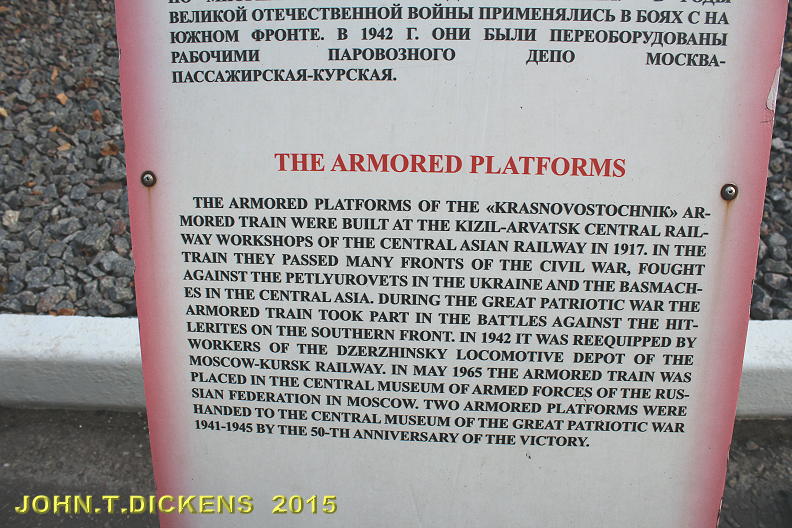 ВЕЛИКОЙ ОТЕЧЕСТВЕННОЙ ВОЙНЫ ПРИМЕНЯЛИСЬ В БОЯХ С НА
ЮЖНОМ ФРОНТЕ. В 1942 Г. ОНИ БЫЛИ ПЕРЕОБОРУДОВАНЫ
РАБОЧИМИ ПАРОВОЗНОГО ДЕПО МОСКВА-
ПАССАЖИРСКАЯ-КУРСКАЯ.
THE ARMORED PLATFORMS
THE ARMORED PLATFORMS OF THE «KRASNOVOSTOCHNIK» AR-
MORED TRAIN WERE BUILT AT THE KIZIL-ARVATSK CENTRAL RAIL-
WAY WORKSHOPS OF THE CENTRAL ASIAN RAILWAY IN 1917. IN THE
TRAIN THEY PASSED MANY FRONTS OF THE CIVIL WAR, FOUGHT
AGAINST THE PETLYUROVETS IN THE UKRAINE AND THE BASMACH-
ES IN THE CENTRAL ASIA. DURING THE GREAT PATRIOTIC WAR THE
ARMORED TRAIN TOOK PART IN THE BATTLES AGAINST THE HIT-
LERITES ON THE SOUTHERN FRONT. IN 1942 IT WAS REEQUIPPED BY
WORKERS OF THE DZERZHINSKY LOCOMOTIVE DEPOT OF THE
MOSCOW-KURSK RAILWAY. IN MAY 1965 THE ARMORED TRAIN WAS
PLACED IN THE CENTRAL MUSEUM OF ARMED FORCES OF THE RUS-
SIAN FEDERATION IN MOSCOW. TWO ARMORED PLATFORMS WERE
HANDED TO THE CENTRAL MUSEUM OF THE GREAT PATRIOTIC WAR
1941-1945 BY THE 50-TH ANNIVERSARY OF THE VICTORY.
JOHN.T.DICKENS 2015